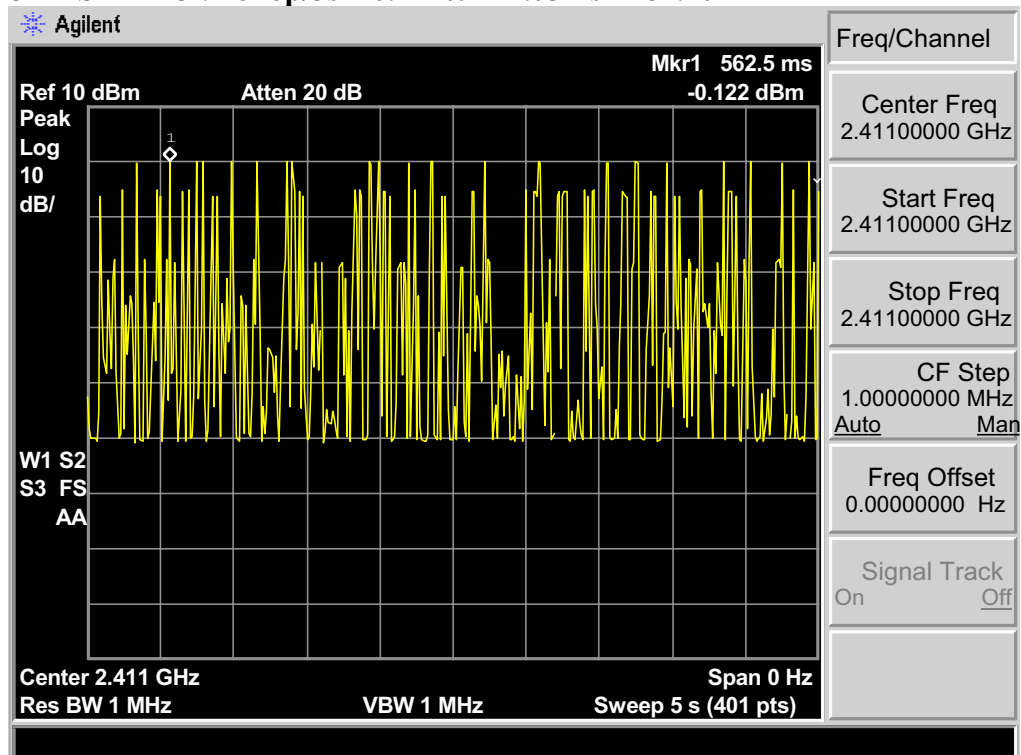 Agilent
Freq/Channel
Mkr1 562.5 ms
Ref 10 dBm Atten 20 dB -0.122 dBm
Peak
Log
10
dB/
1
Center Freq
2.41100000 GHz
Start Freq
2.41100000 GHz
Stop Freq
2.41100000 GHz
CF Step
1.00000000 MHz
Auto Man
W1 S2
S3 FS
AA
Freq Offset
0.00000000 Hz
Signal Track
On Off
Center 2.411 GHz Span 0 Hz
Res BW 1 MHz VBW 1 MHz Sweep 5 s (401 pts)